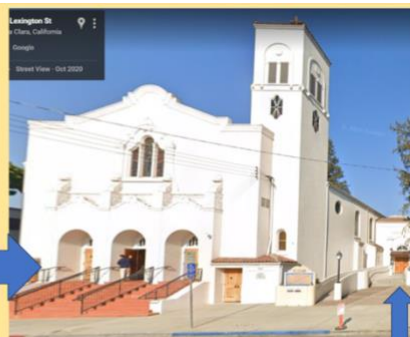 Lexington St
Clara, California
Google
Street View - Oct 2020